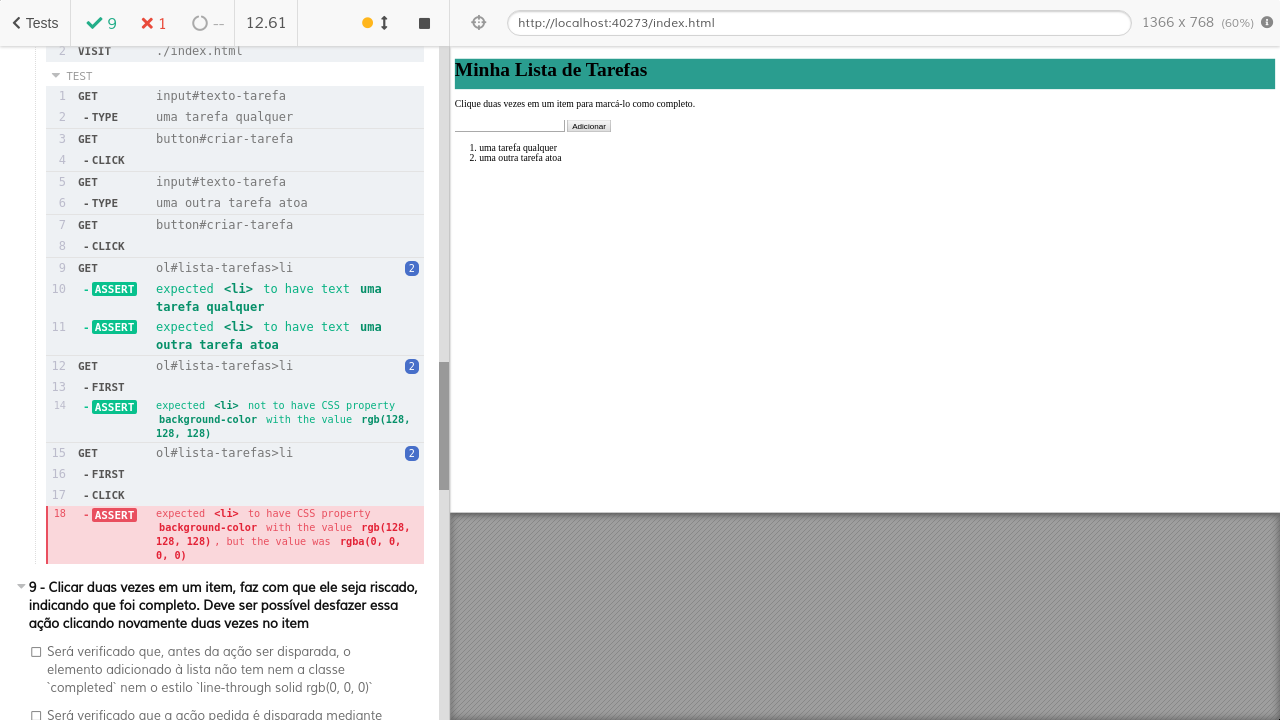 Tests 9 1 -- 12.61 http://localhost:40273/index.html 1366 x 768 (60%)
2 VISIT ./index.html
TEST
1 GET input#texto-tarefa
2 - TYPE uma tarefa qualquer
3 GET button#criar-tarefa
4 - CLICK
5 GET input#texto-tarefa
6 - TYPE uma outra tarefa atoa
7 GET button#criar-tarefa
8 - CLICK
9 GET ol#lista-tarefas>li 2
10 - ASSERT expected <li> to have text uma
tarefa qualquer
11 - ASSERT expected <li> to have text uma
outra tarefa atoa
12 GET ol#lista-tarefas>li 2
13 - FIRST
14 - ASSERT expected <li> not to have CSS property
background-color with the value rgb(128,
128, 128)
15 GET ol#lista-tarefas>li 2
16 - FIRST
17 - CLICK
18 - ASSERT expected <li> to have CSS property
background-color with the value rgb(128,
128, 128) , but the value was rgba(0, 0,
0, 0)
9 - Clicar duas vezes em um item, faz com que ele seja riscado,
indicando que foi completo. Deve ser possível desfazer essa
ação clicando novamente duas vezes no item
Será verificado que, antes da ação ser disparada, o
elemento adicionado à lista não tem nem a classe
`completed` nem o estilo `line-through solid rgb(0, 0, 0)`
Será verificado que a ação pedida é disparada mediante
Minha Lista de Tarefas
Clique duas vezes em um item para marcá-lo como completo.
Adicionar
1. uma tarefa qualquer
2. uma outra tarefa atoa